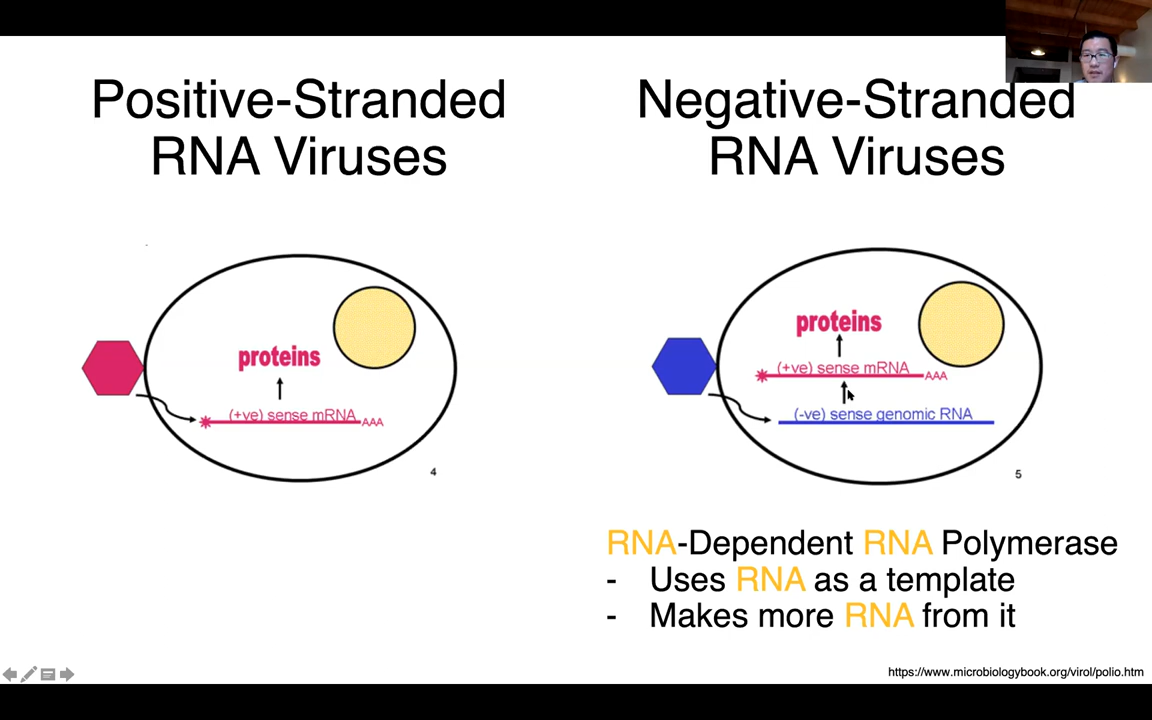 Positive-Stranded
RNA Viruses
proteins
(+ve) sense mRNA
AAA
4
Negative-Stranded
RNA Viruses
proteins
(+ve) sense mRNA
AAA
(-ve) sense genomic RNA
5
RNA-Dependent RNA Polymerase
- Uses RNA as a template
- Makes more RNA from it
https://www.microbiologybook.org/virol/polio.htm